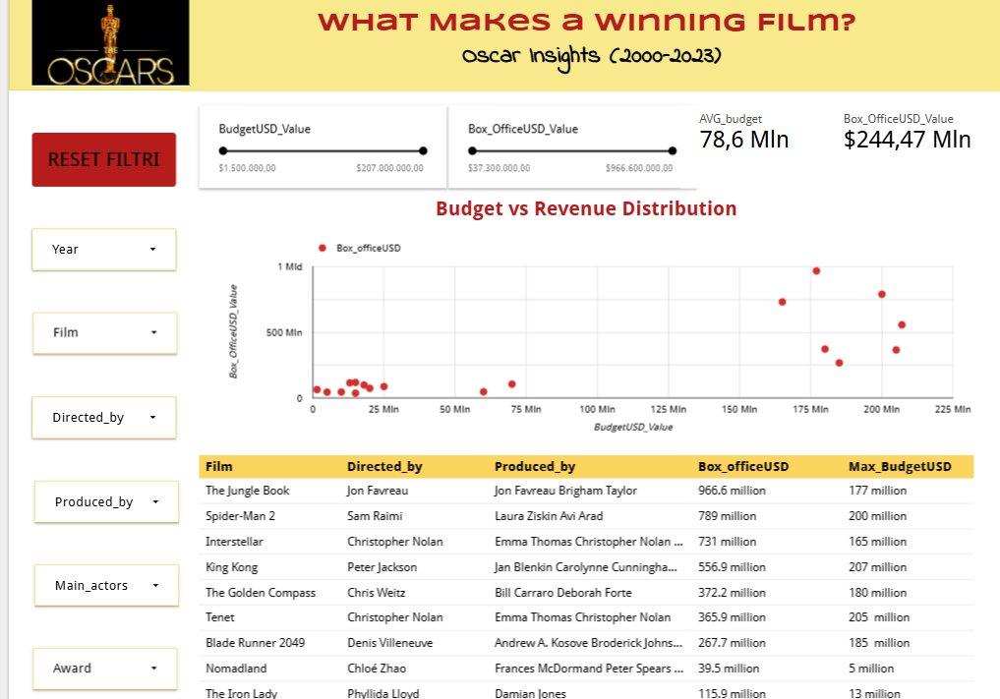 THE
OSCARS
What Makes a Winning Film?
Oscar Insights (2000-2023)
RESET FILTRI
BudgetUSD_Value
$1.500.000,00 $207.000.000,00
Box_OfficeUSD_Value
$37.300.000,00 $966.600.000,00
AVG_budget
78,6 Mln
Box_OfficeUSD_Value
$244,47 Mln
Year
Film
Directed_by
Produced_by
Main_actors
Award
Budget vs Revenue Distribution
Box_officeUSD
Box_OfficeUSD_Value
1 Mld
500 Mln
0
0 25 Mln 50 Mln 75 Mln 100 Mln 125 Mln 150 Mln 175 Mln 200 Mln 225 Mln
BudgetUSD_Value
Film Directed_by Produced_by Box_officeUSD Max_BudgetUSD
The Jungle Book Jon Favreau Jon Favreau Brigham Taylor 966.6 million 177 million
Spider-Man 2 Sam Raimi Laura Ziskin Avi Arad 789 million 200 million
Interstellar Christopher Nolan Emma Thomas Christopher Nolan ... 731 million 165 million
King Kong Peter Jackson Jan Blenkin Carolynne Cunningha... 556.9 million 207 million
The Golden Compass Chris Weitz Bill Carraro Deborah Forte 372.2 million 180 million
Tenet Christopher Nolan Emma Thomas Christopher Nolan 365.9 million 205 million
Blade Runner 2049 Denis Villeneuve Andrew A. Kosove Broderick Johns... 267.7 million 185 million
Nomadland Chloé Zhao Frances McDormand Peter Spears ... 39.5 million 5 million
The Iron Lady Phyllida Lloyd Damian Jones 115.9 million 13 million